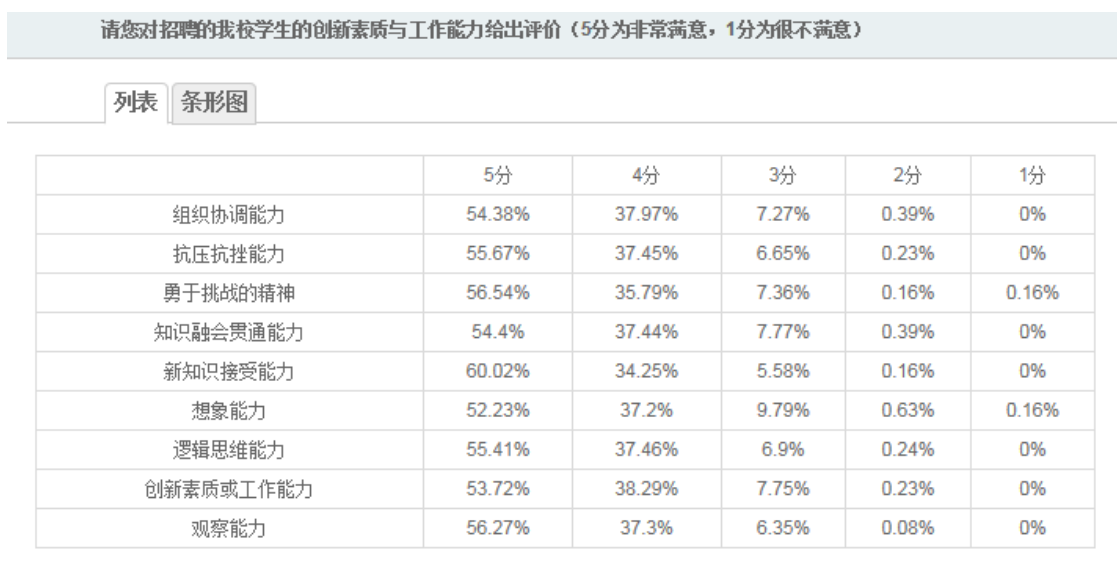 请您对招聘的我校学生的创新素质与工作能力给出评价（5分为非常满意，1分为很不满意）
列表 条形图
5分 4分 3分 2分 1分
组织协调能力 54.38% 37.97% 7.27% 0.39% 0%
抗压抗挫能力 55.67% 37.45% 6.65% 0.23% 0%
勇于挑战的精神 56.54% 35.79% 7.36% 0.16% 0.16%
知识融会贯通能力 54.4% 37.44% 7.77% 0.39% 0%
新知识接受能力 60.02% 34.25% 5.58% 0.16% 0%
想象能力 52.23% 37.2% 9.79% 0.63% 0.16%
逻辑思维能力 55.41% 37.46% 6.9% 0.24% 0%
创新素质或工作能力 53.72% 38.29% 7.75% 0.23% 0%
观察能力 56.27% 37.3% 6.35% 0.08% 0%